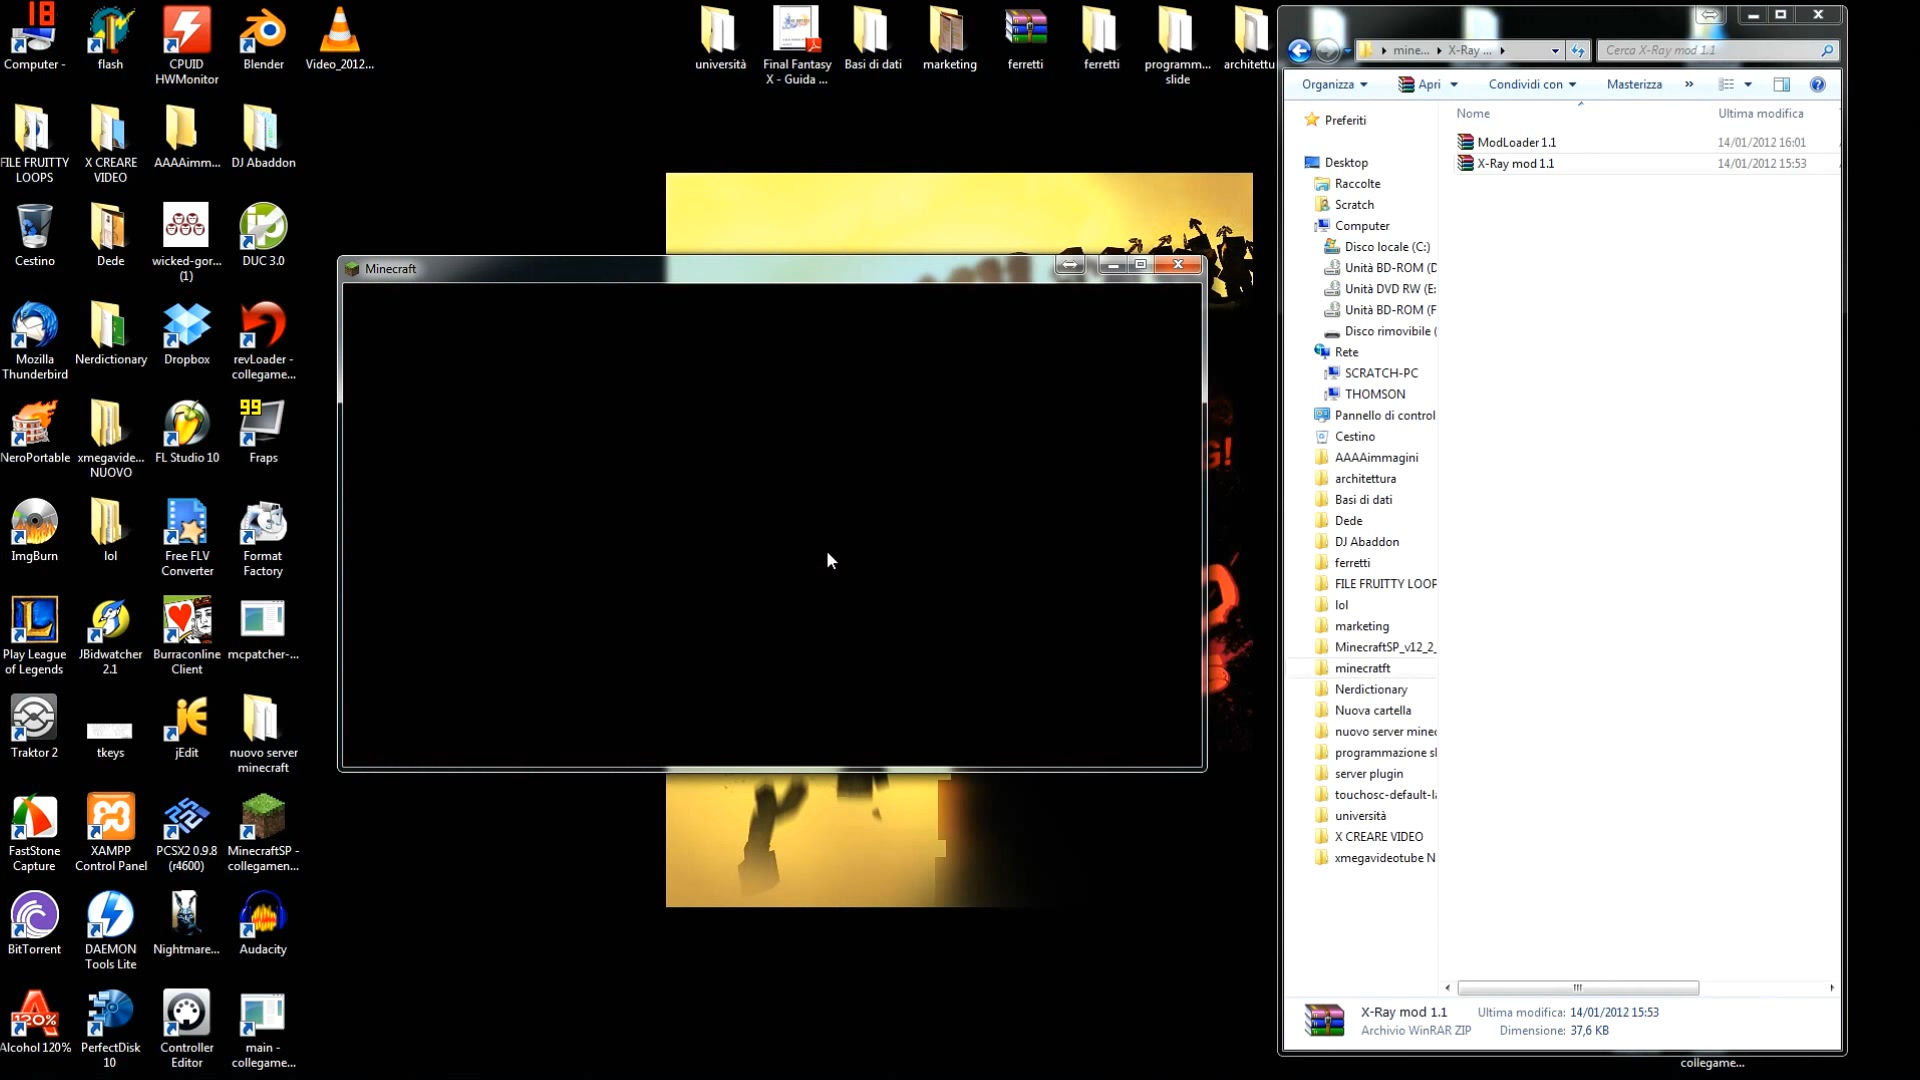 18
Computer -
flash
CPUID
HWMonitor
Blender
Video_2012...
università
Final Fantasy
X - Guida ...
Basi di dati
marketing
ferretti
ferretti
programm...
slide
architettu
FILE FRUITTY
LOOPS
X CREARE
VIDEO
AAAAimm...
DJ Abaddon
Cestino
Dede
wicked-gor...
(1)
DUC 3.0
Mozilla
Thunderbird
Nerdictionary
Dropbox
revLoader -
collegame...
NeroPortable
xmegavide...
NUOVO
FL Studio 10
99
Fraps
ImgBurn
lol
Free FLV
Converter
Format
Factory
Play League
of Legends
JBidwatcher
2.1
Burraconline
Client
mcpatcher-...
Traktor 2
tkeys
jEdit
nuovo server
minecraft
FastStone
Capture
XAMPP
Control Panel
PCSX2 0.9.8
(r4600)
MinecraftSP -
collegamen...
BitTorrent
DAEMON
Tools Lite
Nightmare...
Audacity
120%
Alcohol 120%
PerfectDisk
10
Controller
Editor
main -
collegame...
Minecraft
G!
mine...
X-Ray ...
Cerca X-Ray mod 1.1
Organizza
Apri
Condividi con
Masterizza
»
Nome
Ultima modifica
ModLoader 1.1
14/01/2012 16:01
X-Ray mod 1.1
14/01/2012 15:53
Preferiti
Desktop
Raccolte
Scratch
Computer
Disco locale (C:)
Unità BD-ROM (D
Unità DVD RW (E:
Unità BD-ROM (F
Disco rimovibile (
Rete
SCRATCH-PC
THOMSON
Pannello di control
Cestino
AAAAimmagini
architettura
Basi di dati
Dede
DJ Abaddon
ferretti
FILE FRUITTY LOOP
lol
marketing
MinecraftSP_v12_2_
minecratft
Nerdictionary
Nuova cartella
nuovo server minec
programmazione sl
server plugin
touchosc-default-la
università
X CREARE VIDEO
xmegavideotube N
X-Ray mod 1.1
Ultima modifica: 14/01/2012 15:53
Archivio WinRAR ZIP
Dimensione: 37,6 KB
collegame...